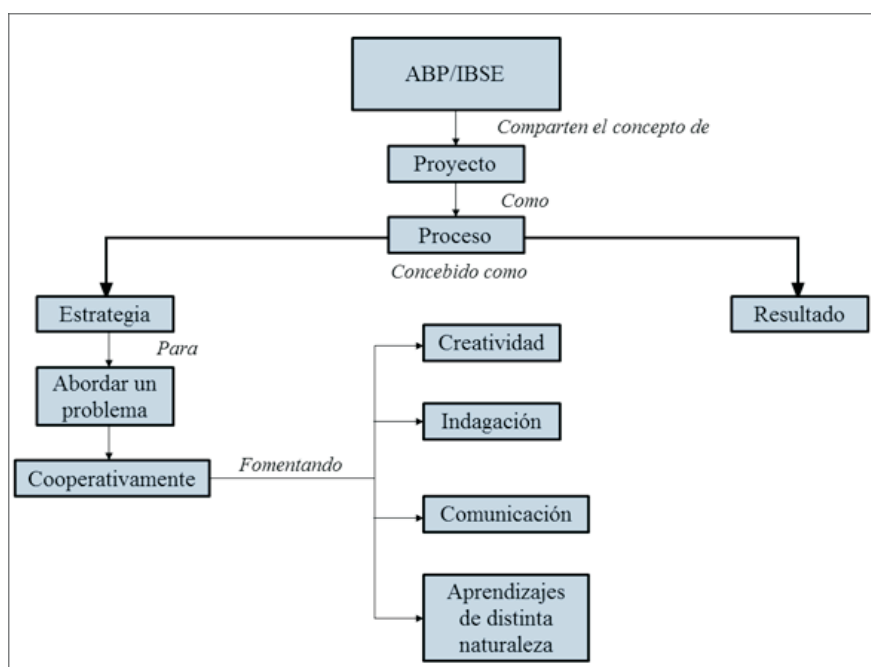 ABP/IBSE
Comparten el concepto de
Proyecto
Como
Proceso
Concebido como
Estrategia
Resultado
Para
Creatividad
Abordar un
problema
Indagación
Cooperativamente
Fomentando
Comunicación
Aprendizajes
de distinta
naturaleza